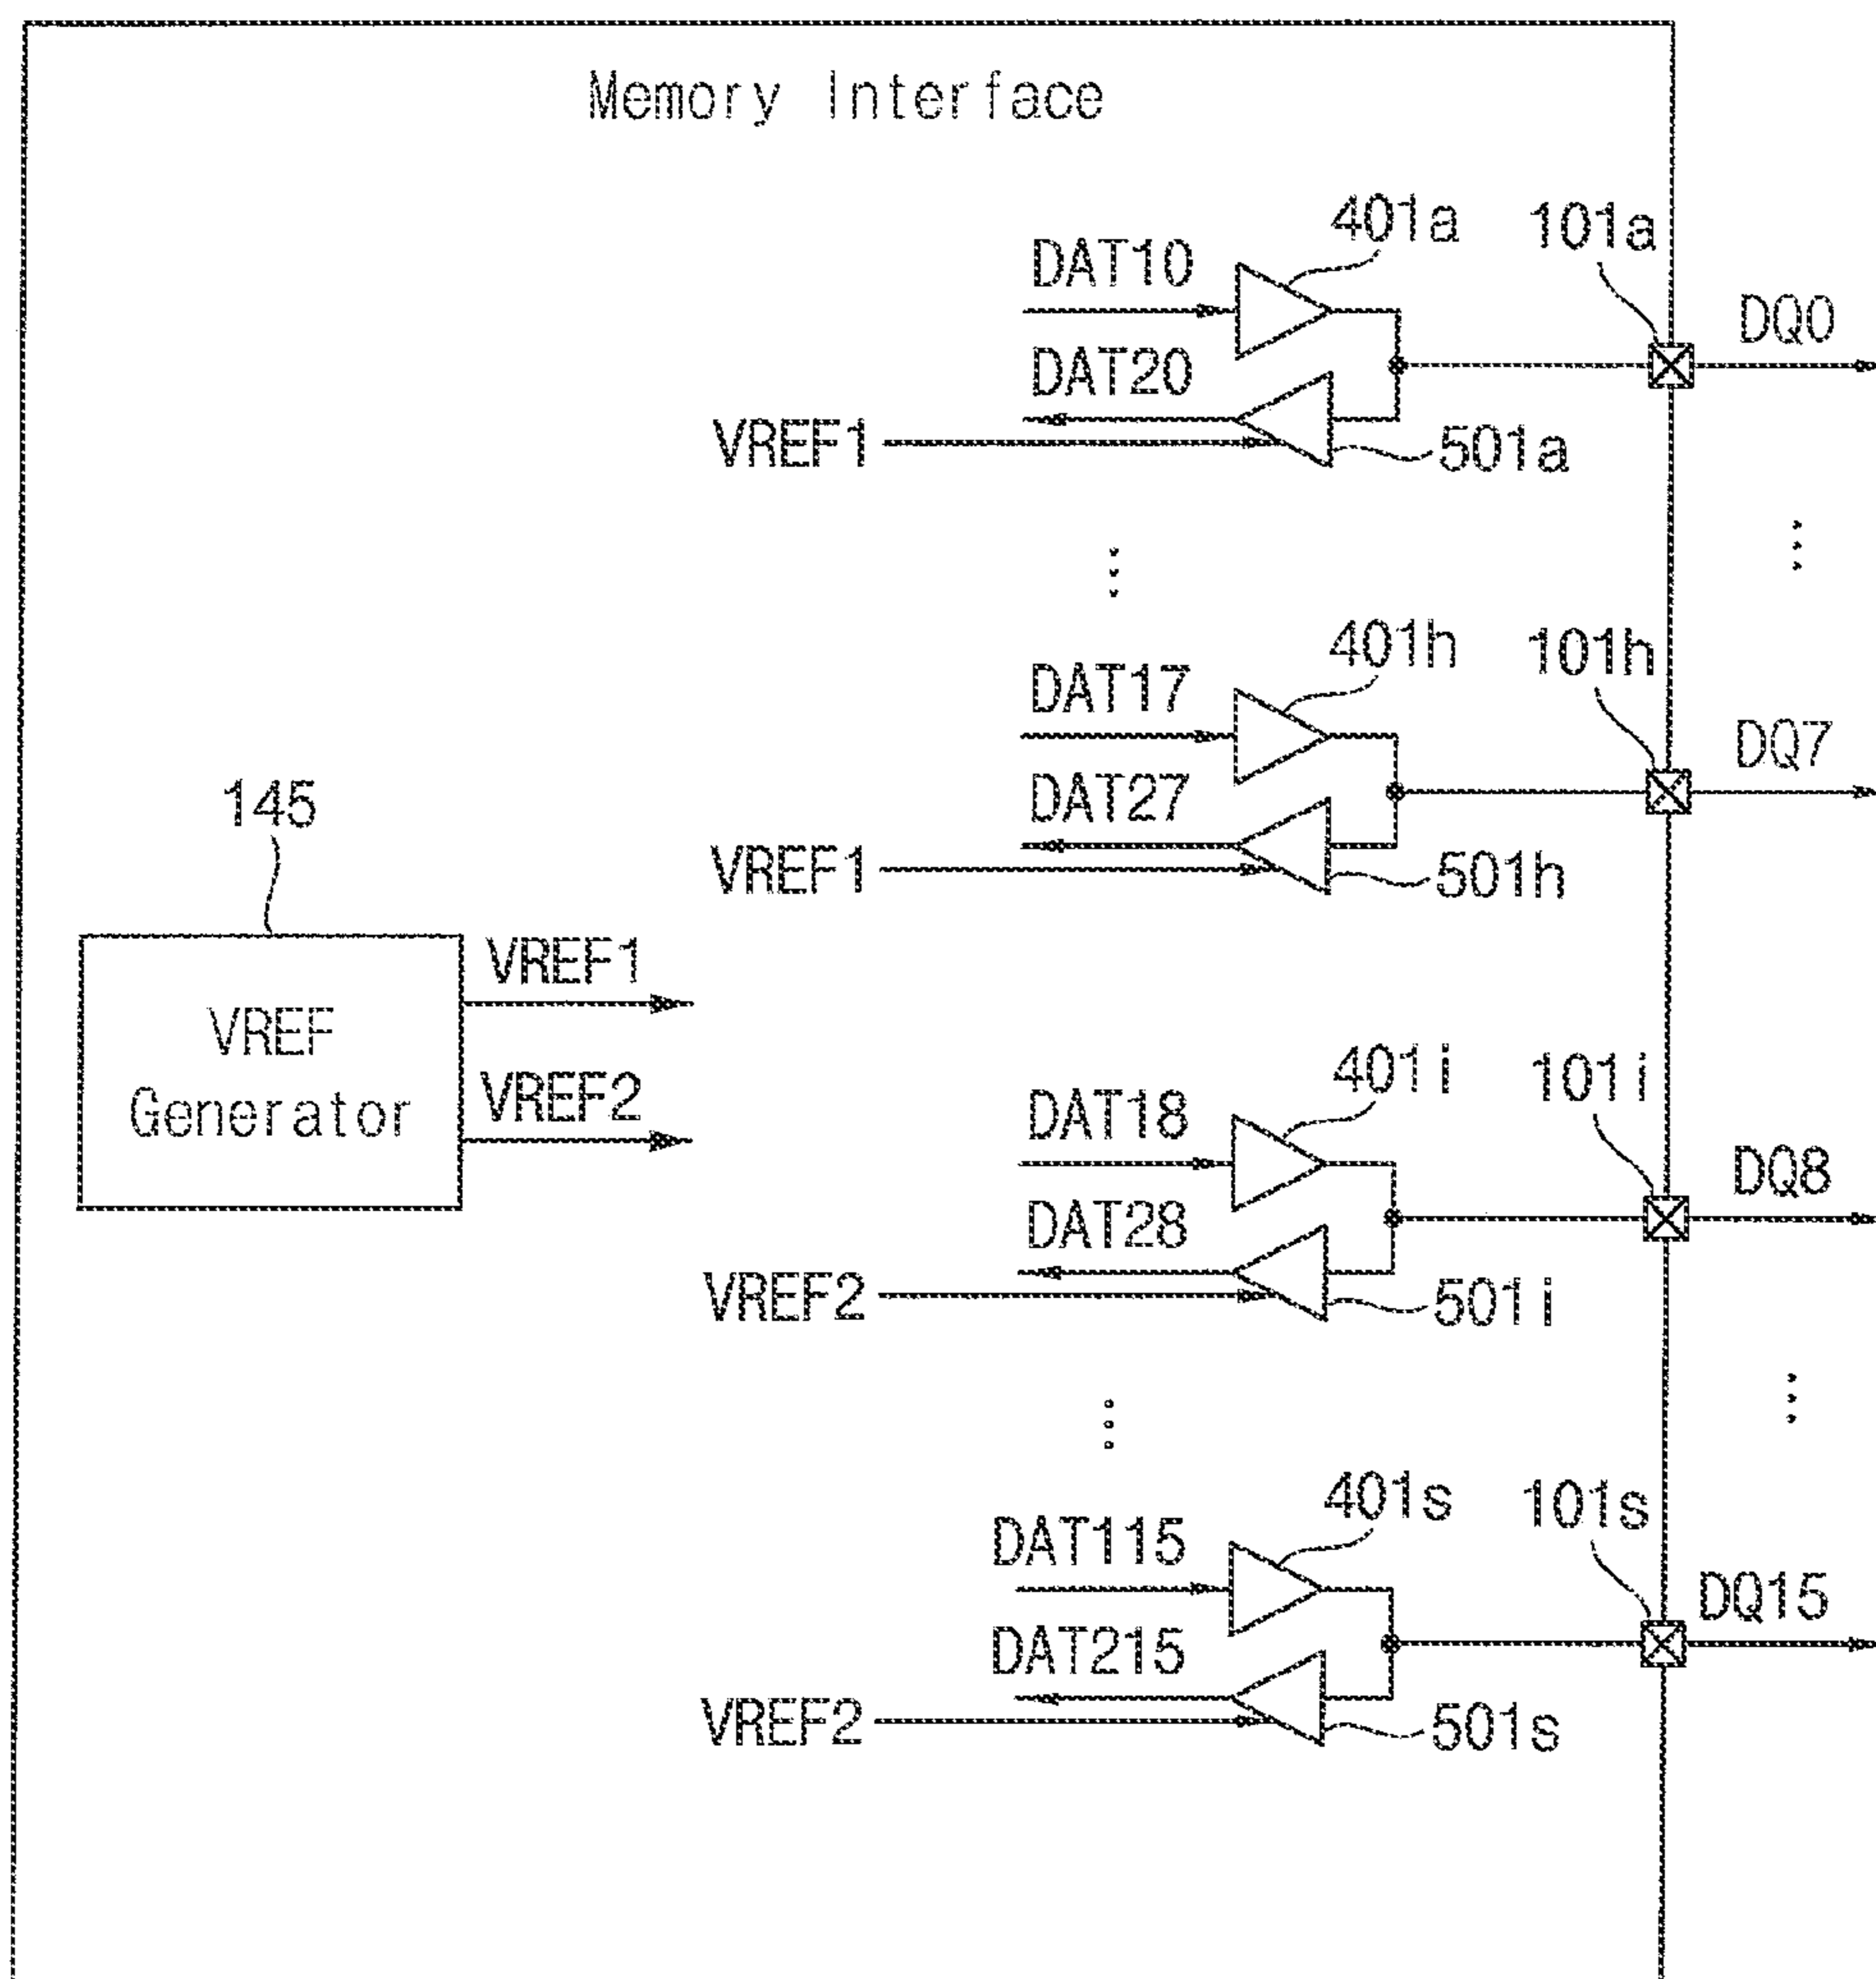 Memory Interface
401a
101a
DAT10
DQ0
DAT20
VREF1
501a
401h
101h
DAT17
DQ7
DAT27
VREF1
501h
145
VREF1
VREF
Generator
VREF2
401i
101i
DAT18
DQ8
DAT28
VREF2
501i
401s
101s
DAT115
DQ15
DAT215
VREF2
501s